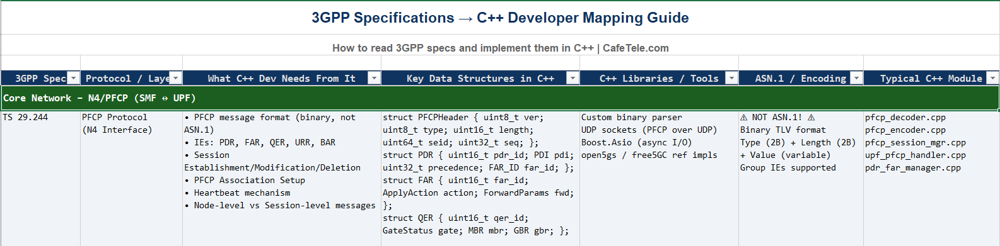 3GPP Specifications → C++ Developer Mapping Guide
How to read 3GPP specs and implement them in C++ | CafeTele.com
3GPP Spec
Protocol / Laye
What C++ Dev Needs From It
Key Data Structures in C++
C++ Libraries / Tools
ASN.1 / Encoding
Typical C++ Module
Core Network – N4/PFCP (SMF ↔ UPF)
TS 29.244
PFCP Protocol
(N4 Interface)
• PFCP message format (binary, not
ASN.1)
• IEs: PDR, FAR, QER, URR, BAR
• Session
Establishment/Modification/Deletion
• PFCP Association Setup
• Heartbeat mechanism
• Node-level vs Session-level messages
struct PFCPHeader { uint8_t ver;
uint8_t type; uint16_t length;
uint64_t seid; uint32_t seq; };
struct PDR { uint16_t pdr_id; PDI pdi;
uint32_t precedence; FAR_ID far_id; };
struct FAR { uint16_t far_id;
ApplyAction action; ForwardParams fwd;
};
struct QER { uint16_t qer_id;
GateStatus gate; MBR mbr; GBR gbr; };
Custom binary parser
UDP sockets (PFCP over UDP)
Boost.Asio (async I/O)
open5gs / free5GC ref impls
⚠ NOT ASN.1! ⚠
Binary TLV format
Type (2B) + Length (2B)
+ Value (variable)
Group IEs supported
pfcp_decoder.cpp
pfcp_encoder.cpp
pfcp_session_mgr.cpp
upf_pfcp_handler.cpp
pdr_far_manager.cpp